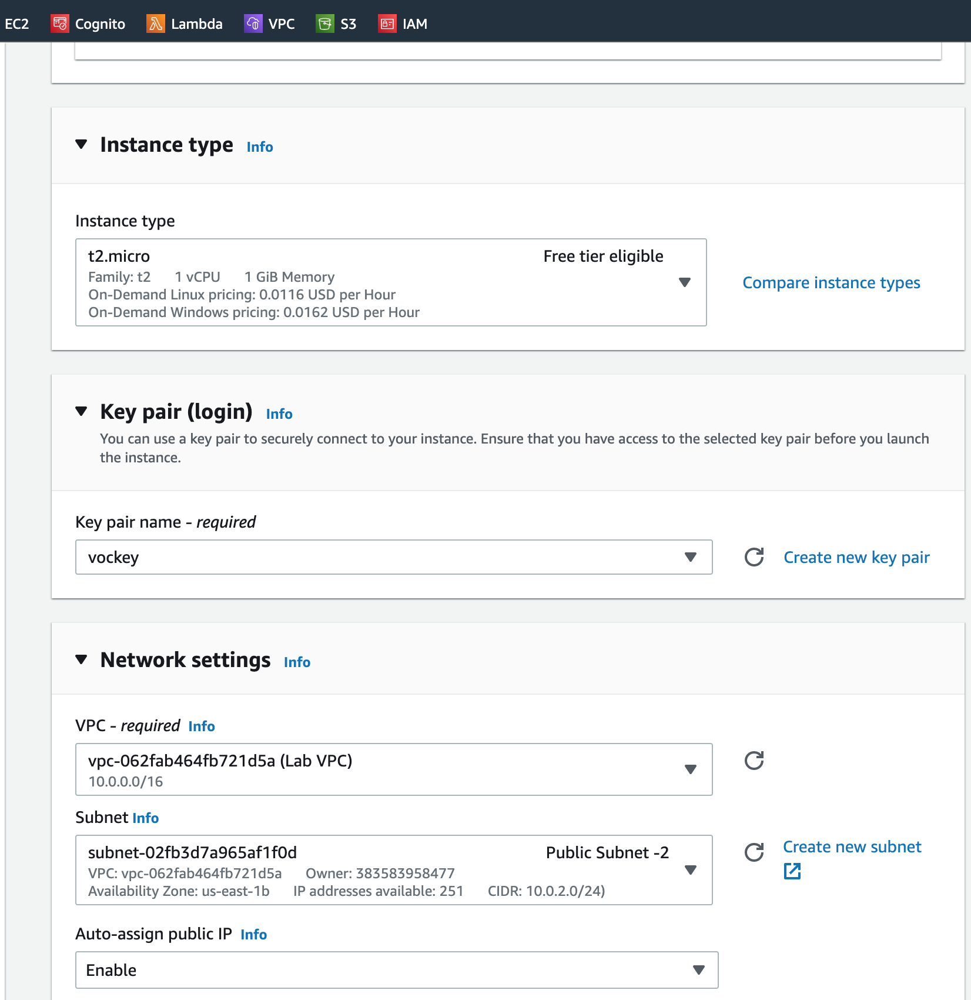 EC2 Cognito Lambda VPC S3 IAM
Instance type Info
Instance type
t2.micro Free tier eligible
Family: t2 1 vCPU 1 GiB Memory
On-Demand Linux pricing: 0.0116 USD per Hour
On-Demand Windows pricing: 0.0162 USD per Hour
Compare instance types
Key pair (login) Info
You can use a key pair to securely connect to your instance. Ensure that you have access to the selected key pair before you launch
the instance.
Key pair name - required
vockey
Create new key pair
Network settings Info
VPC - required Info
vpc-062fab464fb721d5a (Lab VPC)
10.0.0.0/16
Subnet Info
subnet-02fb3d7a965af1f0d Public Subnet -2
VPC: vpc-062fab464fb721d5a Owner: 383583958477
Availability Zone: us-east-1b IP addresses available: 251 CIDR: 10.0.2.0/24)
Create new subnet
Auto-assign public IP Info
Enable